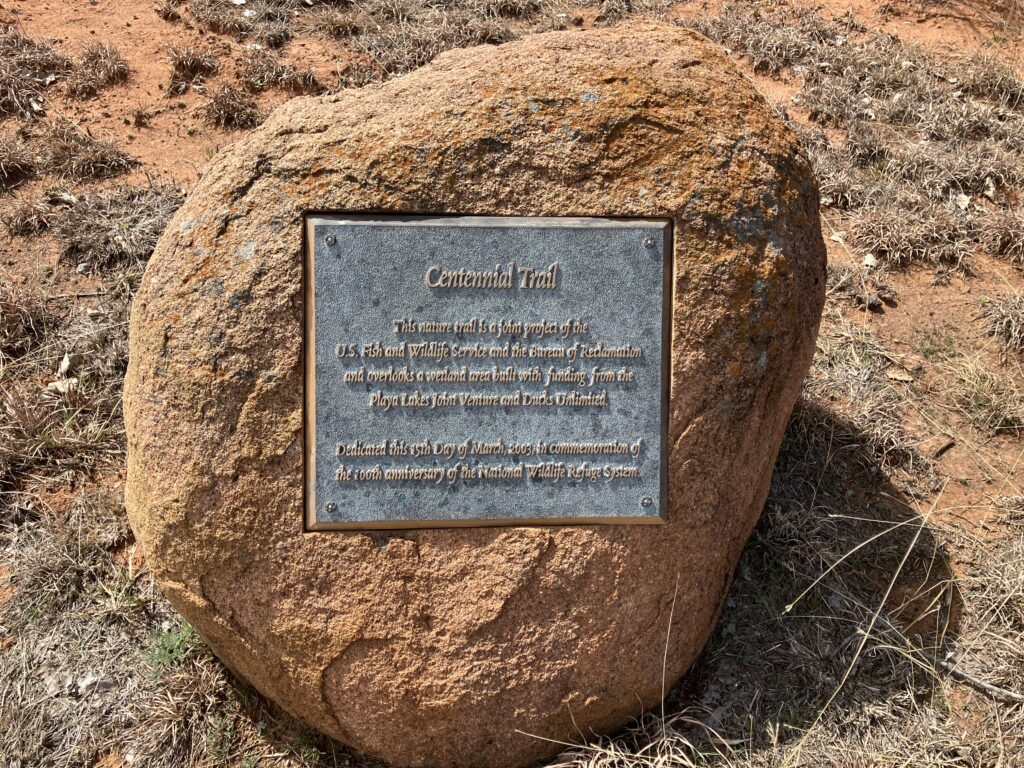 Centennial Trail
This nature trail is a joint project of the
U.S. Fish and Wildlife Service and the Bureau of Reclamation
and overlooks a wetland area built with funding from the
Playa Lakes Joint Venture and Ducks Unlimited.
Dedicated this 15th Day of March, 2003, in commemoration of
the 100th anniversary of the National Wildlife Refuge System.